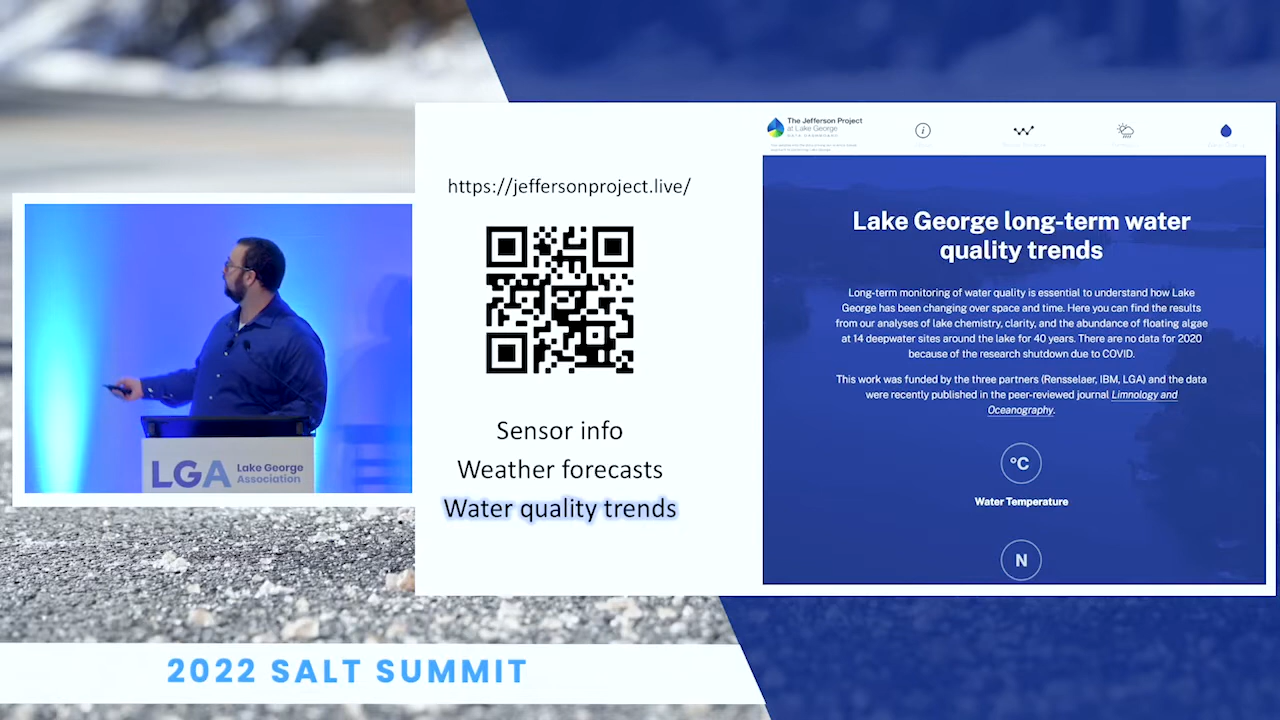 https://jeffersonproject.live/
Sensor info
Weather forecasts
Water quality trends
The Jefferson Project
at Lake George
DATA DASHBOARD
Lake George long-term water
quality trends
Long-term monitoring of water quality is essential to understand how Lake
George has been changing over space and time. Here you can find the results
from our analyses of lake chemistry, clarity, and the abundance of floating algae
at 14 deepwater sites around the lake for 40 years. There are no data for 2020
because of the research shutdown due to COVID.
This work was funded by the three partners (Rensselaer, IBM, LGA) and the data
were recently published in the peer-reviewed journal Limnology and
Oceanography.
°C
Water Temperature
N
LGA Lake George
Association
2022 SALT SUMMIT